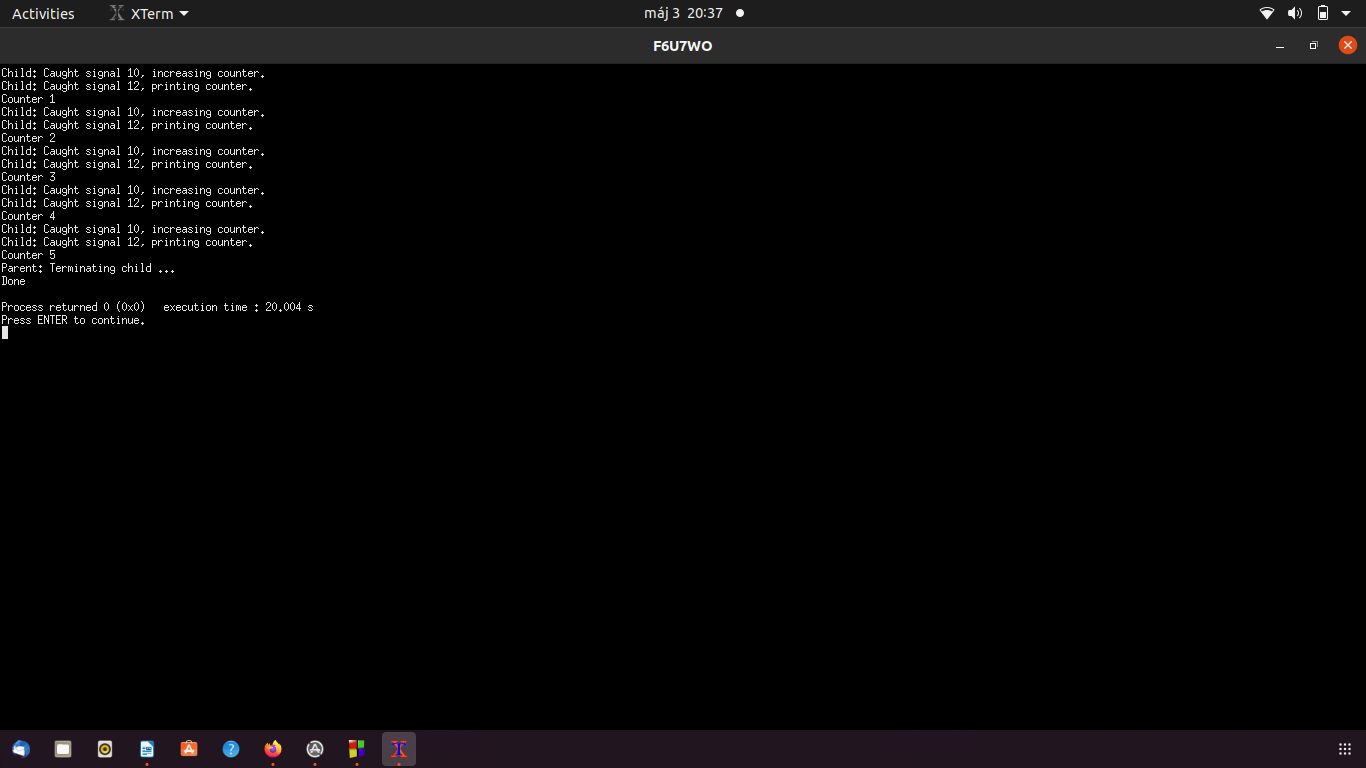 Activities XTerm máj 3 20:37
F6U7WO
Child: Caught signal 10, increasing counter.
Child: Caught signal 12, printing counter.
Counter 1
Child: Caught signal 10, increasing counter.
Child: Caught signal 12, printing counter.
Counter 2
Child: Caught signal 10, increasing counter.
Child: Caught signal 12, printing counter.
Counter 3
Child: Caught signal 10, increasing counter.
Child: Caught signal 12, printing counter.
Counter 4
Child: Caught signal 10, increasing counter.
Child: Caught signal 12, printing counter.
Counter 5
Parent: Terminating child ...
Done
Process returned 0 (0x0)   execution time : 20.004 s
Press ENTER to continue.